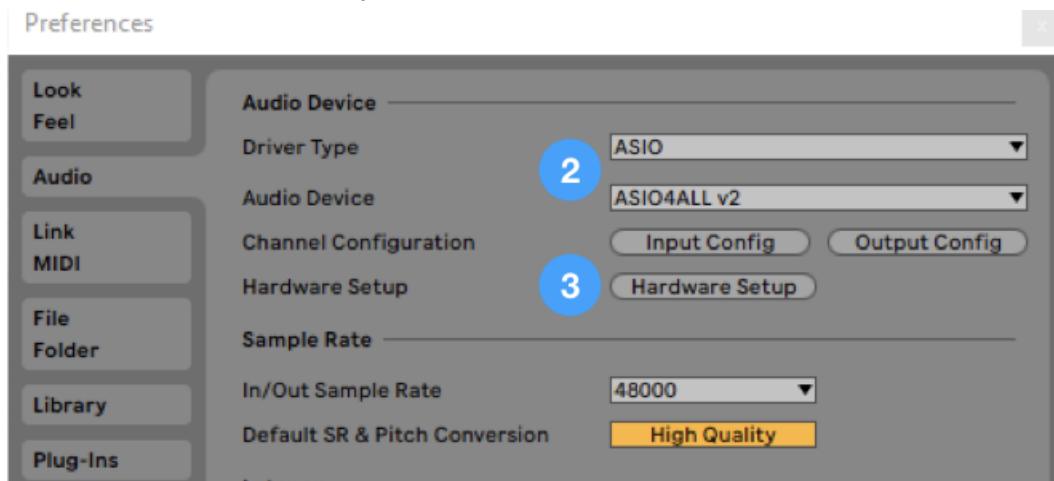 Preferences
x
Look
Feel
Audio
Link
MIDI
File
Folder
Library
Plug-Ins
Audio Device
Driver Type
ASIO
2
Audio Device
ASIO4ALL v2
Channel Configuration
Input Config
Output Config
Hardware Setup
3
Hardware Setup
Sample Rate
In/Out Sample Rate
48000
Default SR & Pitch Conversion
High Quality